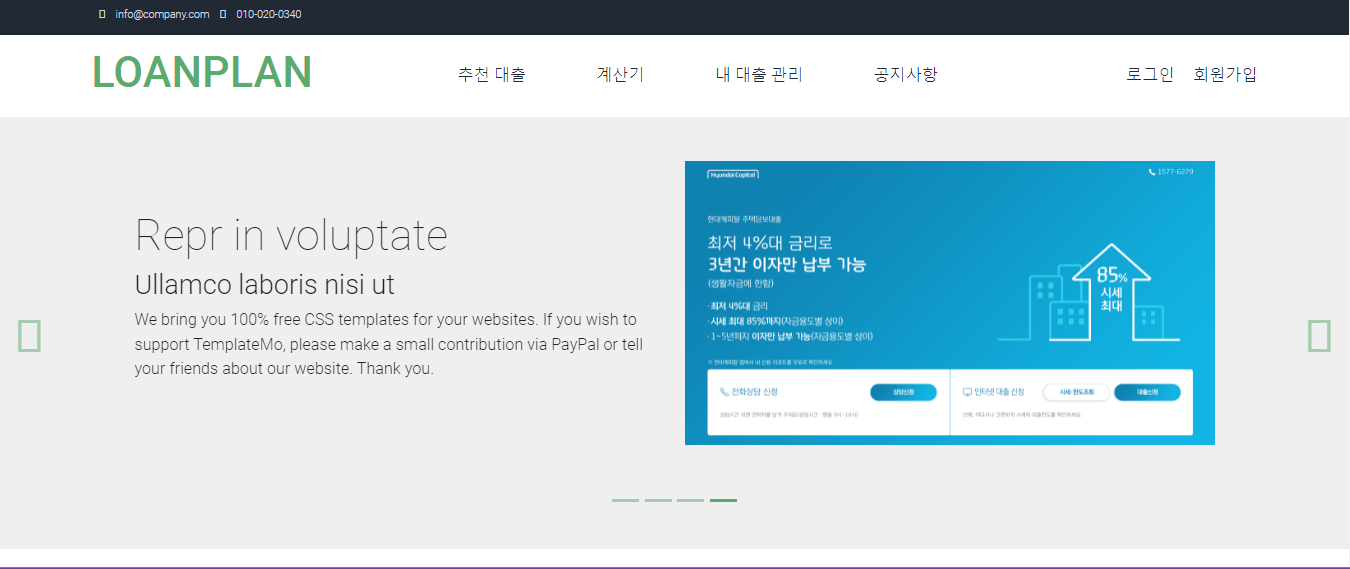 info@company.com 010-020-0340
LOANPLAN
추천 대출 계산기 내 대출 관리 공지사항 로그인 회원가입
Repr in voluptate
Ullamco laboris nisi ut
We bring you 100% free CSS templates for your websites. If you wish to
support TemplateMo, please make a small contribution via PayPal or tell
your friends about our website. Thank you.
Hyundai Capital 1577-6279
현대캐피탈 주택담보대출
최저 4%대 금리로
3년간 이자만 납부 가능
(생활자금에 한함)
·최저 4%대 금리
·시세 최대 85%까지(자금용도별 상이)
·1~5년까지 이자만 납부 가능(자금용도별 상이)
85%
시세
최대
전화상담 신청 상담신청
인터넷 대출 신청 시세·한도조회 대출신청